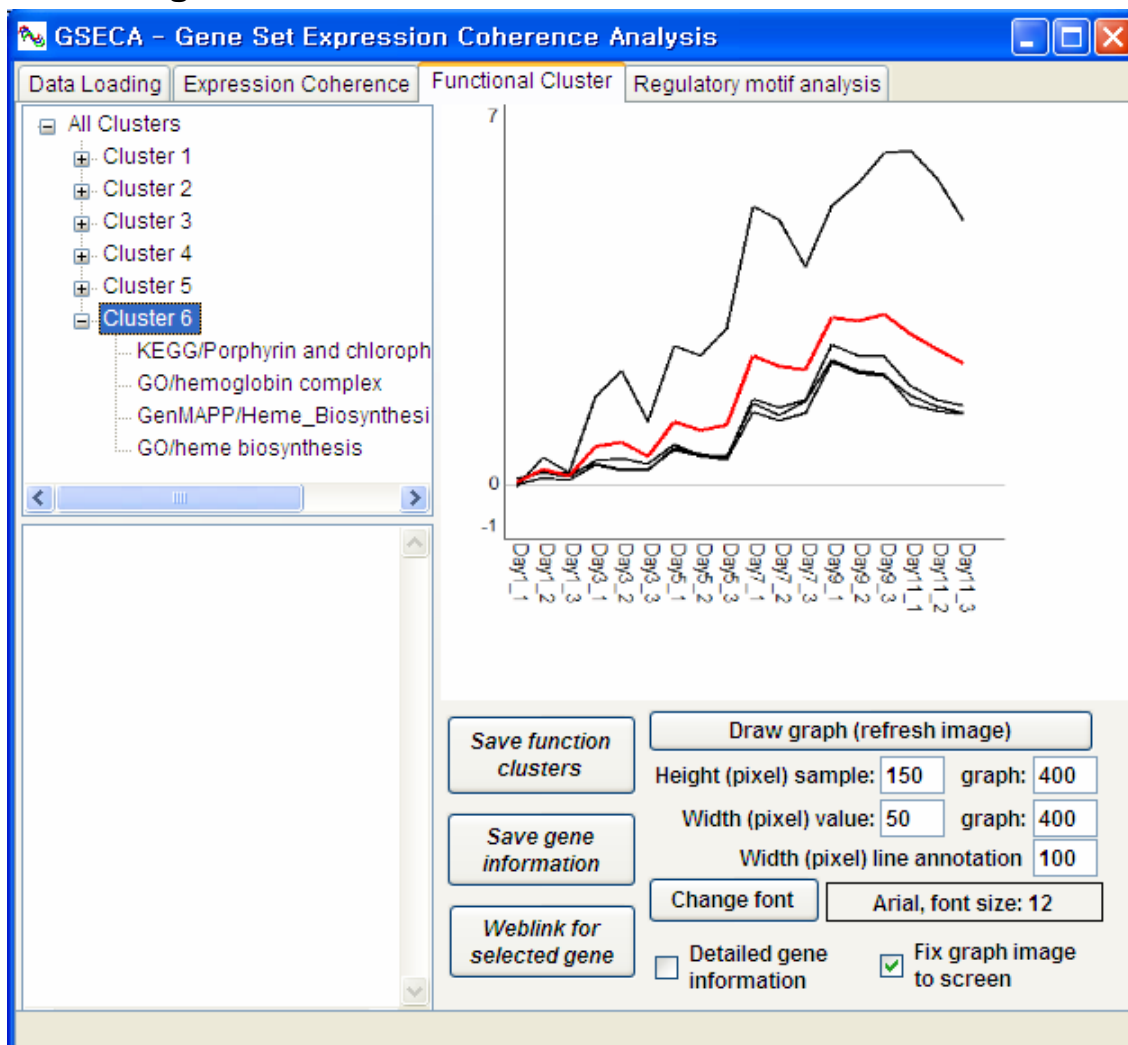 GSECA - Gene Set Expression Coherence Analysis
Data Loading
Expression Coherence
Functional Cluster
Regulatory motif analysis
All Clusters
Cluster 1
Cluster 2
Cluster 3
Cluster 4
Cluster 5
Cluster 6
KEGG/Porphyrin and chloroph
GO/hemoglobin complex
GenMAPP/Heme_Biosynthesi
GO/heme biosynthesis
7
0
-1
Day1_1
Day1_2
Day1_3
Day3_1
Day3_2
Day3_3
Day5_1
Day5_2
Day5_3
Day7_1
Day7_2
Day7_3
Day9_1
Day9_2
Day9_3
Day11_1
Day11_2
Day11_3
Save function
clusters
Save gene
information
Weblink for
selected gene
Draw graph (refresh image)
Height (pixel) sample: 150 graph: 400
Width (pixel) value: 50 graph: 400
Width (pixel) line annotation 100
Change font
Arial, font size: 12
Detailed gene
information
Fix graph image
to screen